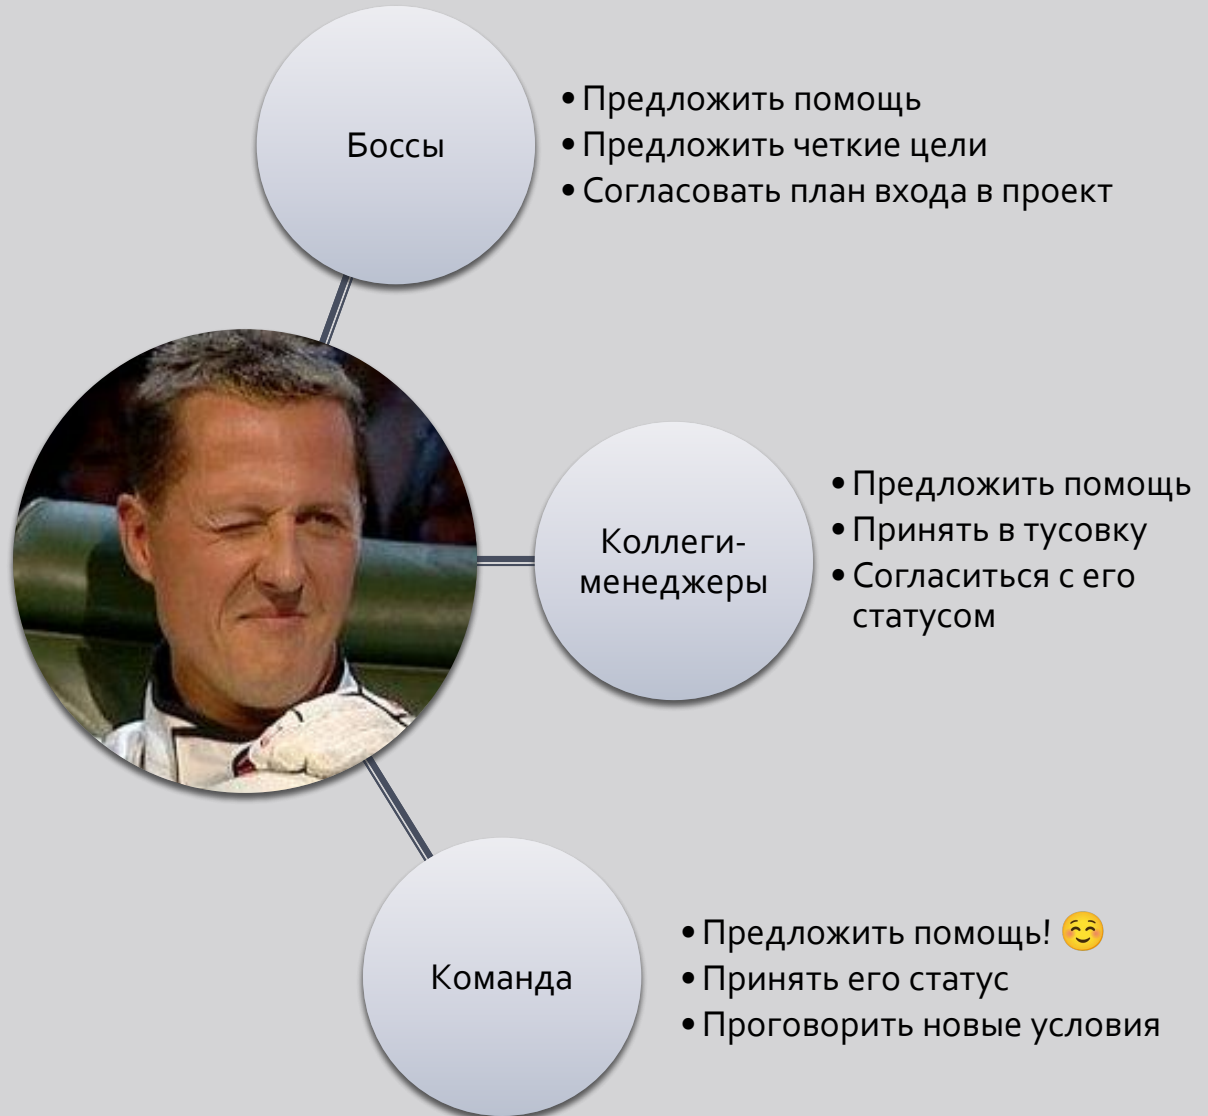 Боссы
• Предложить помощь
• Предложить четкие цели
• Согласовать план входа в проект
Коллеги-
менеджеры
• Предложить помощь
• Принять в тусовку
• Согласиться с его
статусом
Команда
• Предложить помощь! ☺️
• Принять его статус
• Проговорить новые условия